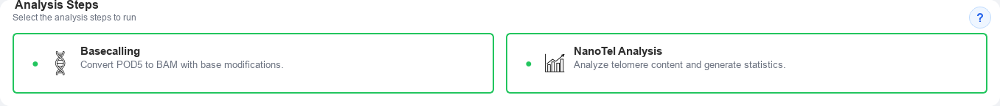 Analysis Steps
Select the analysis steps to run
?
Basecalling
Convert POD5 to BAM with base modifications.
NanoTel Analysis
Analyze telomere content and generate statistics.